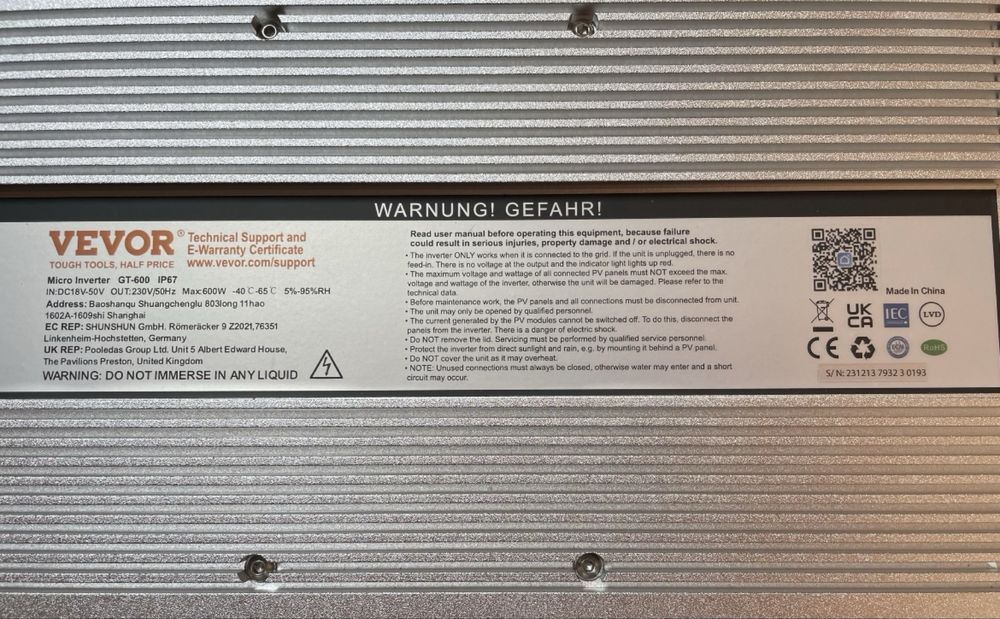 WARNUNG! GEFAHR!
VEVOR®
TOUGH TOOLS, HALF PRICE
Technical Support and
E-Warranty Certificate
www.vevor.com/support
Micro Inverter GT-600 IP67
IN:DC18V-50V OUT:230V/50Hz Max:600W -40℃-65℃ 5%-95%RH
Address: Baoshanqu Shuangchenglu 803long 11hao
1602A-1609shi Shanghai
EC REP: SHUNSHUN GmbH. Römeräcker 9 Z2021,76351
Linkenheim-Hochstetten, Germany
UK REP: Pooledas Group Ltd. Unit 5 Albert Edward House,
The Pavilions Preston, United Kingdom
WARNING: DO NOT IMMERSE IN ANY LIQUID
Read user manual before operating this equipment, because failure
could result in serious injuries, property damage and / or electrical shock.
• The inverter ONLY works when it is connected to the grid. If the unit is unplugged, there is no
feed-in. There is no voltage at the output and the indicator light lights up red.
• The maximum voltage and wattage of all connected PV panels must NOT exceed the max.
voltage and wattage of the inverter, otherwise the unit will be damaged. Please refer to the
technical data.
• Before maintenance work, the PV panels and all connections must be disconnected from unit.
• The unit may only be opened by qualified personnel.
• The current generated by the PV modules cannot be switched off. To do this, disconnect the
panels from the inverter. There is a danger of electric shock.
• Do NOT remove the lid. Servicing must be performed by qualified service personnel.
• Protect the inverter from direct sunlight and rain, e.g. by mounting it behind a PV panel.
• Do NOT cover the unit as it may overheat.
• NOTE: Unused connections must always be closed, otherwise water may enter and a short
circuit may occur.
Made In China
UK
CA
IEC
LVD
CE
RoHS
S/ N: 231213 7932 3 0193